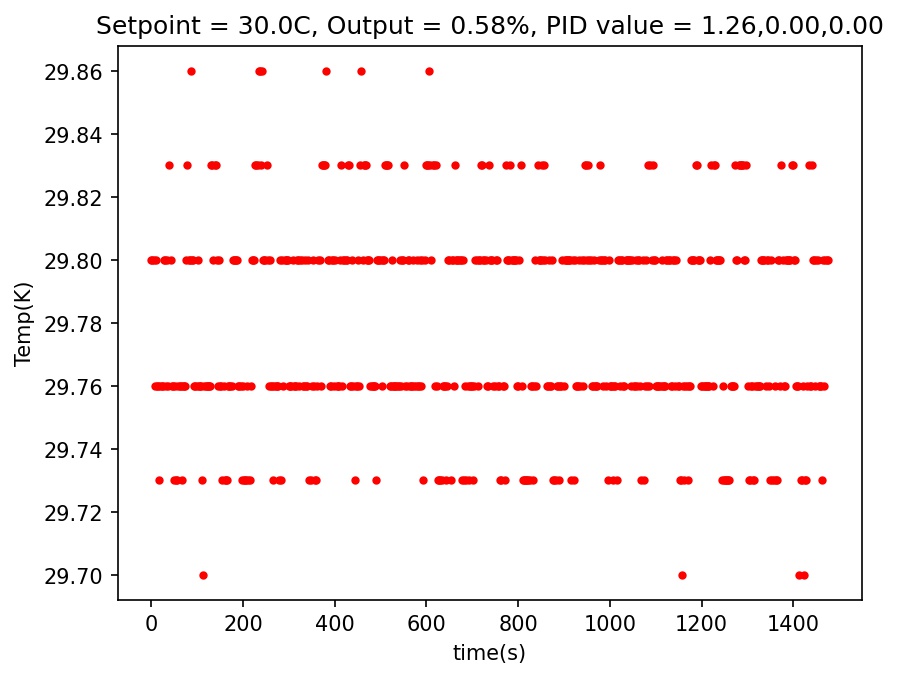 Setpoint = 30.0C, Output = 0.58%, PID value = 1.26,0.00,0.00
29.86
29.84
29.82
29.80
29.78
29.76
29.74
29.72
29.70
Temp(K)
0 200 400 600 800 1000 1200 1400
time(s)